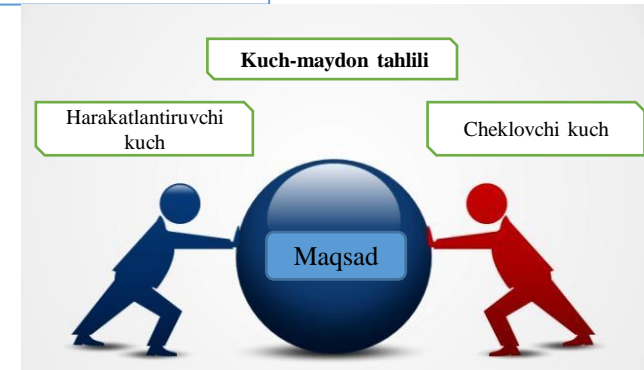 Kuch-maydon tahlili
Harakatlantiruvchi
kuch
Cheklovchi kuch
Maqsad